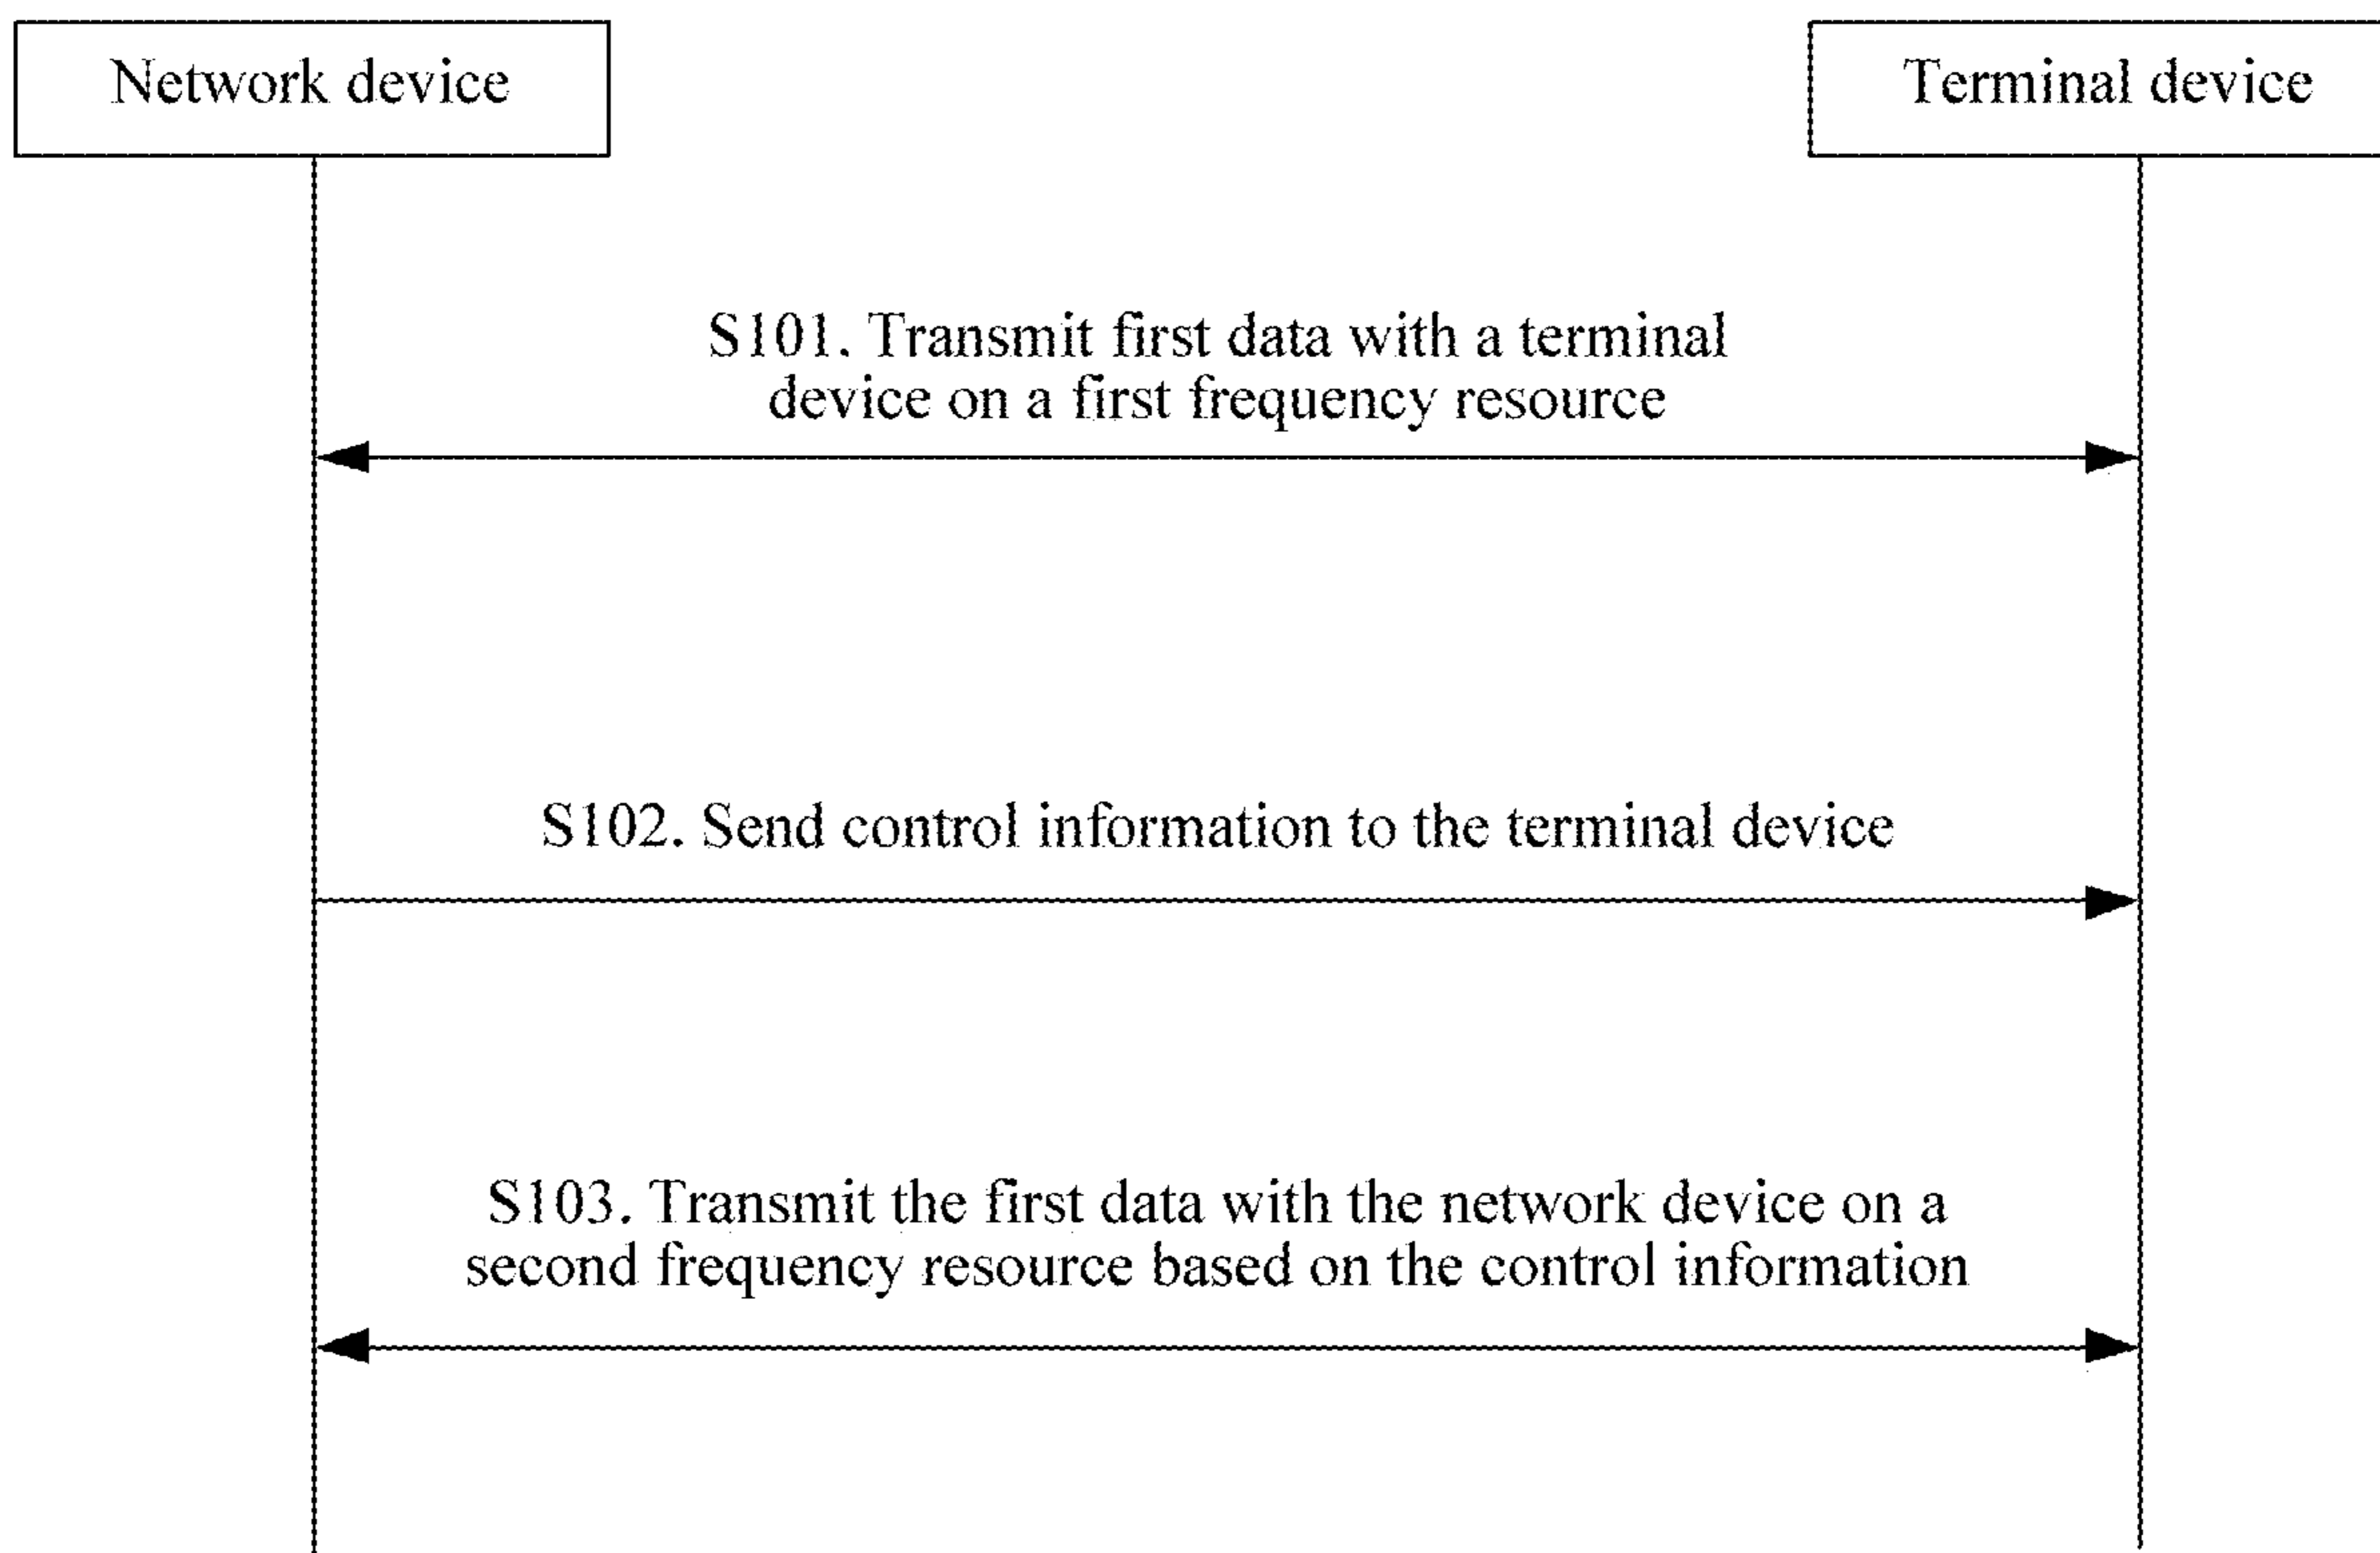 Network device
Terminal device
S101. Transmit first data with a terminal
device on a first frequency resource
S102. Send control information to the terminal device
S103. Transmit the first data with the network device on a
second frequency resource based on the control information